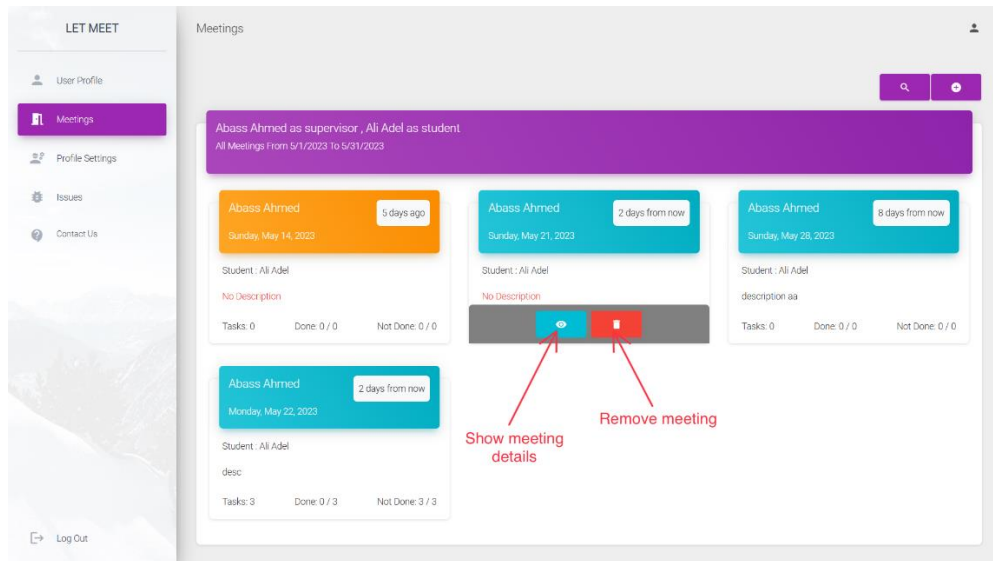 LET MEET
User Profile
Meetings
Profile Settings
Issues
Contact Us
Log Out
Meetings
Abass Ahmed as supervisor , Ali Adel as student
All Meetings From 5/1/2023 To 5/31/2023
Abass Ahmed
5 days ago
Sunday, May 14, 2023
Student : Ali Adel
No Description
Tasks: 0 Done: 0 / 0 Not Done: 0 / 0
Abass Ahmed
2 days from now
Sunday, May 21, 2023
Student : Ali Adel
No Description
Abass Ahmed
8 days from now
Sunday, May 28, 2023
Student : Ali Adel
description aa
Tasks: 0 Done: 0 / 0 Not Done: 0 / 0
Abass Ahmed
2 days from now
Monday, May 22, 2023
Student : Ali Adel
desc
Tasks: 3 Done: 0 / 3 Not Done: 3 / 3
Show meeting
details
Remove meeting